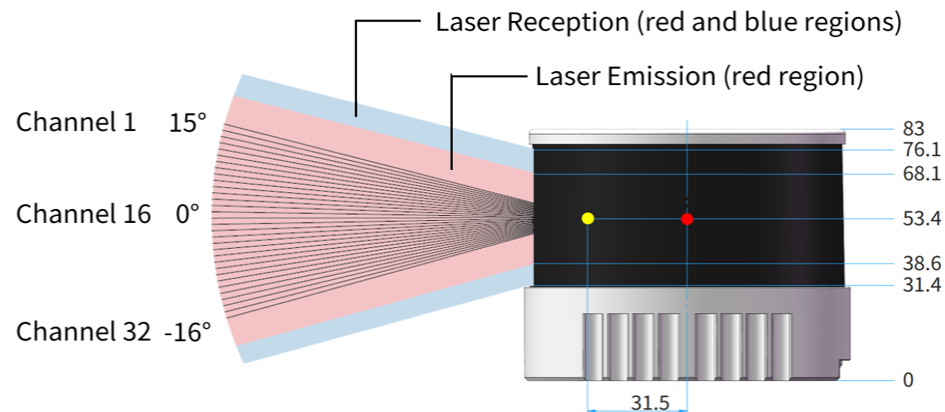 Laser Reception (red and blue regions)
Laser Emission (red region)
Channel 1 15°
Channel 16 0°
Channel 32 -16°
83
76.1
68.1
53.4
38.6
31.4
0
31.5